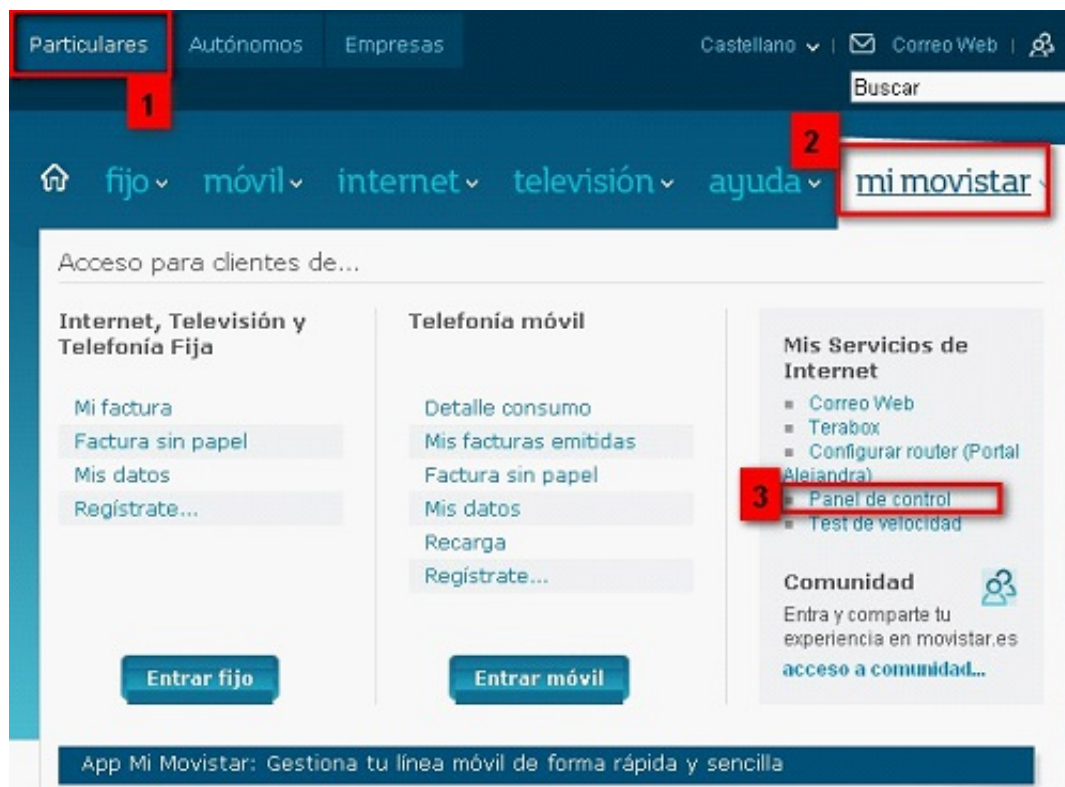 Particulares
Autónomos
Empresas
Castellano
Correo Web
Buscar
1
2
fijo
móvil
internet
televisión
ayuda
mi movistar
Acceso para clientes de...
Internet, Televisión y
Telefonía Fija
Mi factura
Factura sin papel
Mis datos
Regístrate...
Entrar fijo
Telefonía móvil
Detalle consumo
Mis facturas emitidas
Factura sin papel
Mis datos
Recarga
Regístrate...
Entrar móvil
Mis Servicios de
Internet
Correo Web
Terabox
Configurar router (Portal
Alejandra)
3
Panel de control
Test de velocidad
Comunidad
Entra y comparte tu
experiencia en movistar.es
acceso a comunidad...
App Mi Movistar: Gestiona tu línea móvil de forma rápida y sencilla